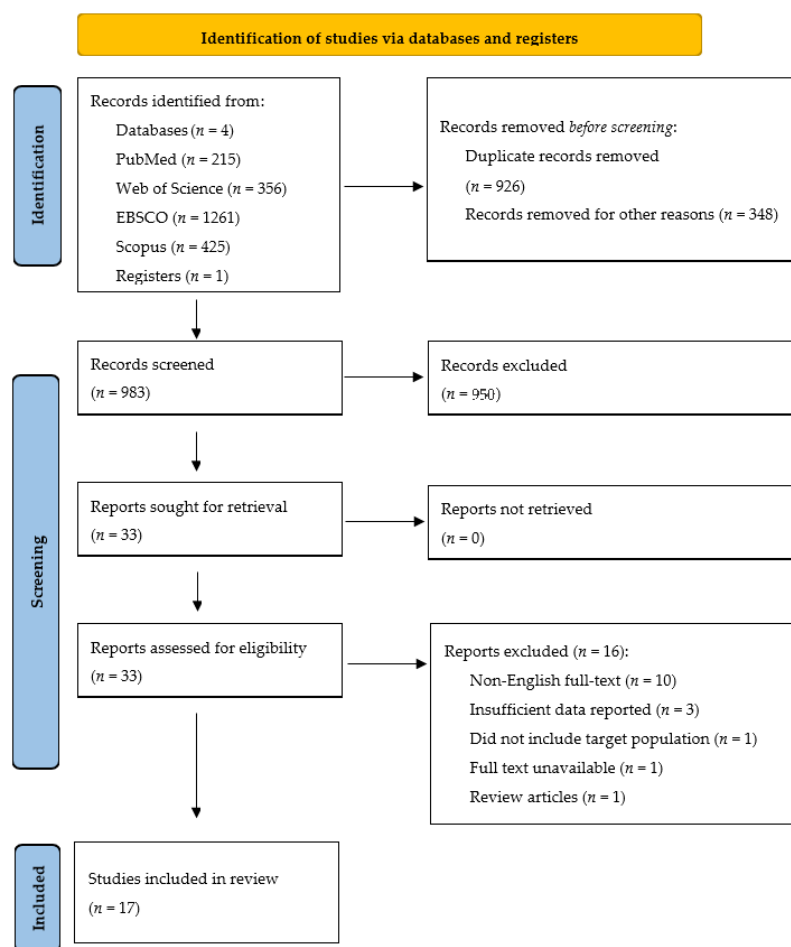 Identification of studies via databases and registers
Identification
Records identified from:
Databases (n = 4)
PubMed (n = 215)
Web of Science (n = 356)
EBSCO (n = 1261)
Scopus (n = 425)
Registers (n = 1)
Records removed before screening:
Duplicate records removed
(n = 926)
Records removed for other reasons (n = 348)
Screening
Records screened
(n = 983)
Records excluded
(n = 950)
Reports sought for retrieval
(n = 33)
Reports not retrieved
(n = 0)
Reports assessed for eligibility
(n = 33)
Reports excluded (n = 16):
Non-English full-text (n = 10)
Insufficient data reported (n = 3)
Did not include target population (n = 1)
Full text unavailable (n = 1)
Review articles (n = 1)
Included
Studies included in review
(n = 17)